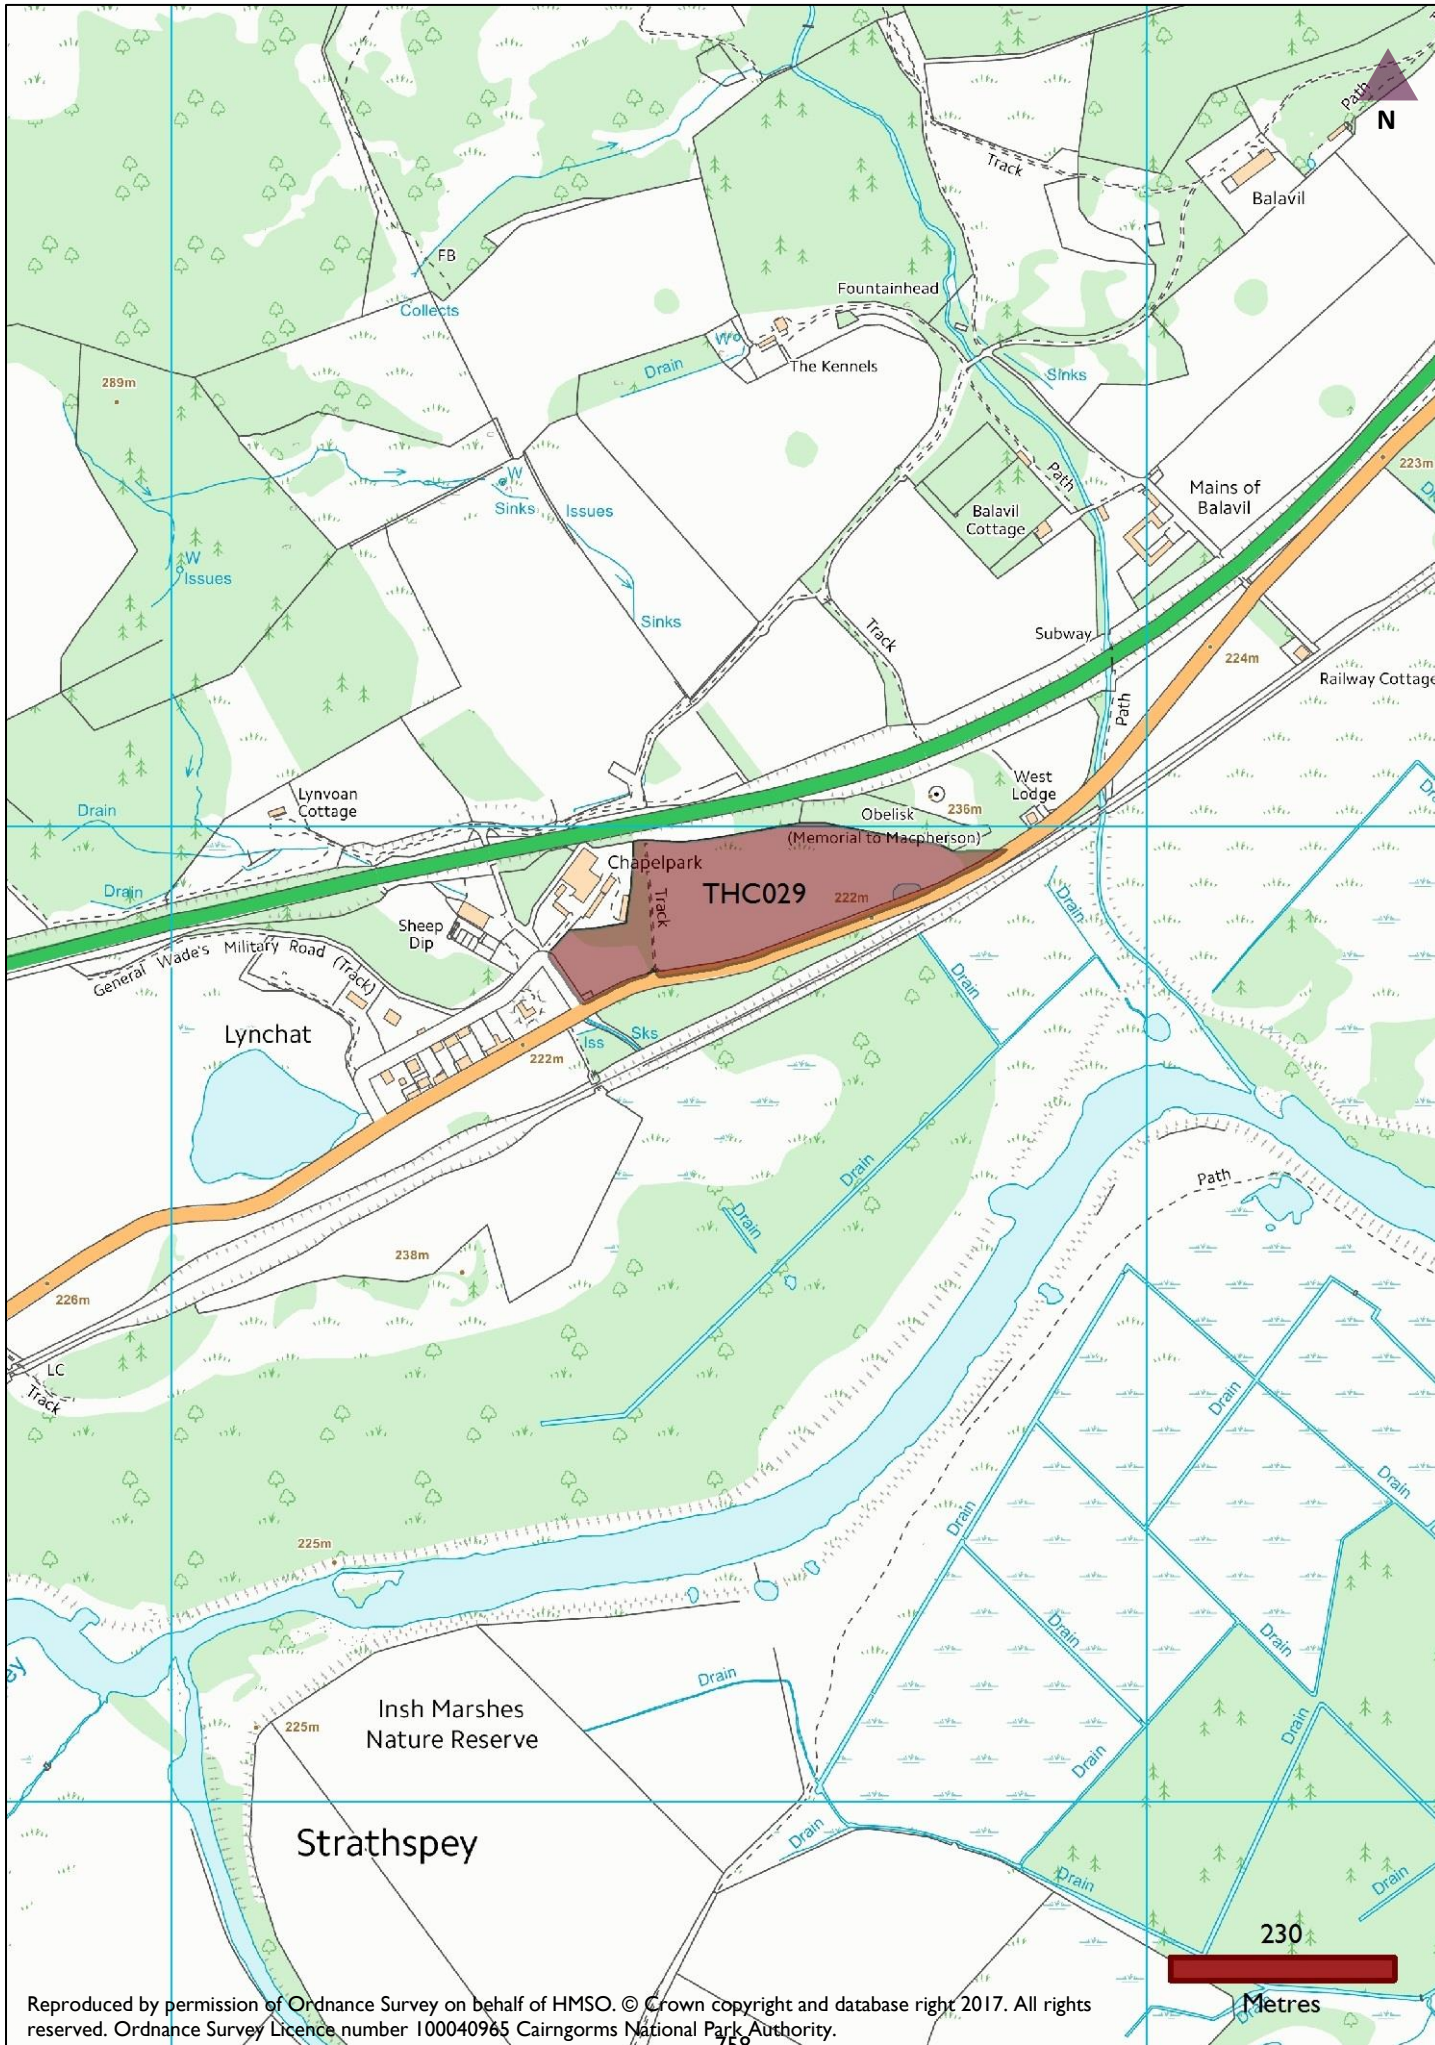 Path
N
Track
Balavil
FB
Collects
Fountainhead
W
Drain
The Kennels
Sinks
289m
223m
W
Sinks
Issues
Path
Mains of
Balavil
Balavil
Cottage
W
Issues
Sinks
Track
Subway
224m
Railway Cottage
Path
Lynvoan
Cottage
Drain
West
Lodge
236m
Obelisk
(Memorial to Macpherson)
Chapelpark
THC029
222m
Track
Drain
Drain
Sheep
Dip
General Wade's Military Road (Track)
Drain
Lynchat
Iss
Sks
222m
Drain
Path
Drain
238m
226m
LC
Track
Drain
Drain
Drain
225m
Drain
Drain
ey
Drain
Insh Marshes
Nature Reserve
225m
Drain
Drain
Strathspey
Drain
Drain
Drain
230
Metres
Reproduced by permission of Ordnance Survey on behalf of HMSO. © Crown copyright and database right 2017. All rights
reserved. Ordnance Survey Licence number 100040965 Cairngorms National Park Authority.
758